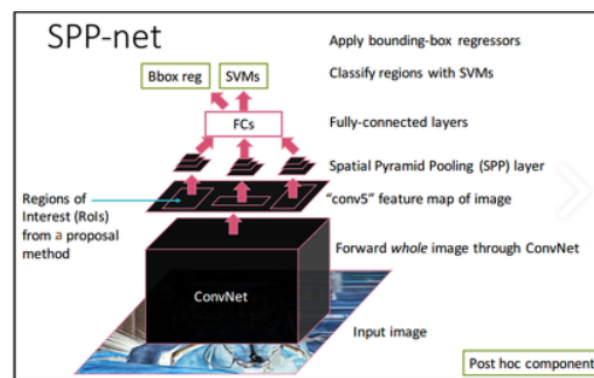 SPP-net
Apply bounding-box regressors
Bbox reg
SVMs
Classify regions with SVMs
FCs
Fully-connected layers
Spatial Pyramid Pooling (SPP) layer
Regions of
Interest (RoIs)
from a proposal
method
"conv5" feature map of image
Forward whole image through ConvNet
ConvNet
Input image
Post hoc component